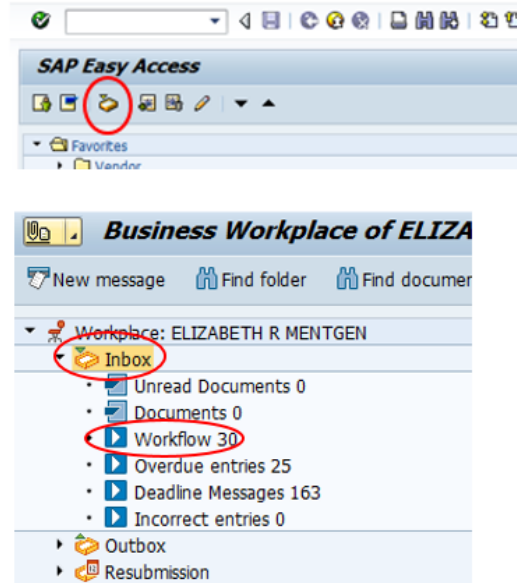 SAP Easy Access
Favorites
Vendor
Business Workplace of ELIZA
New message Find folder Find documen
Workplace: ELIZABETH R MENTGEN
Inbox
Unread Documents 0
Documents 0
Workflow 30
Overdue entries 25
Deadline Messages 163
Incorrect entries 0
Outbox
Resubmission